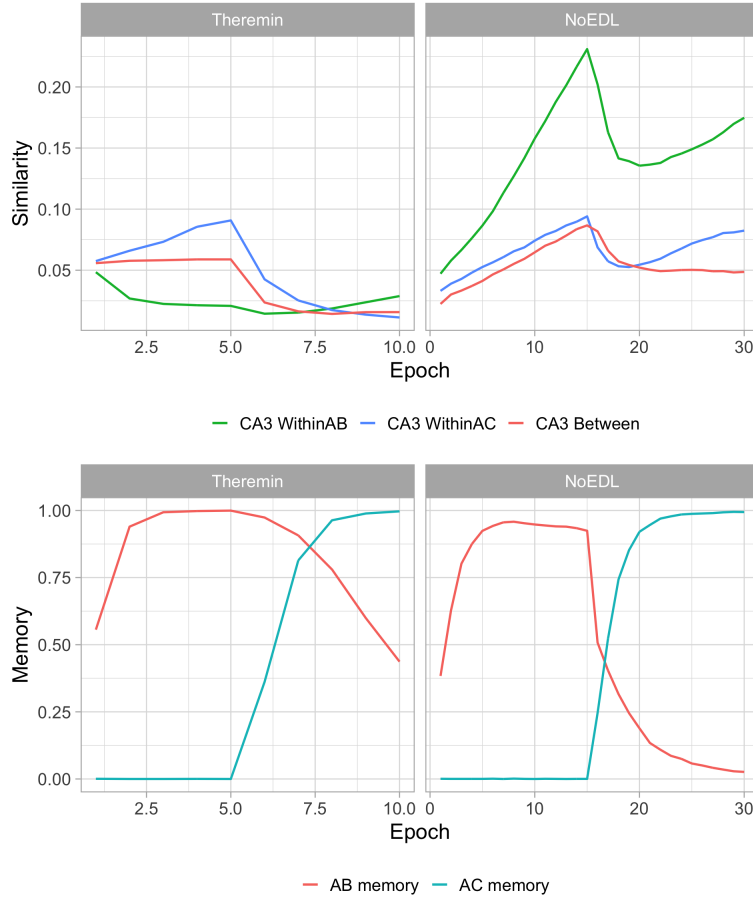 Theremin NoEDL
Similarity
0.20
0.15
0.10
0.05
2.5 5.0 7.5 10.0 0 10 20 30
Epoch
CA3 WithinAB CA3 WithinAC CA3 Between
Theremin NoEDL
Memory
1.00
0.75
0.50
0.25
0.00
2.5 5.0 7.5 10.0 0 10 20 30
Epoch
AB memory AC memory